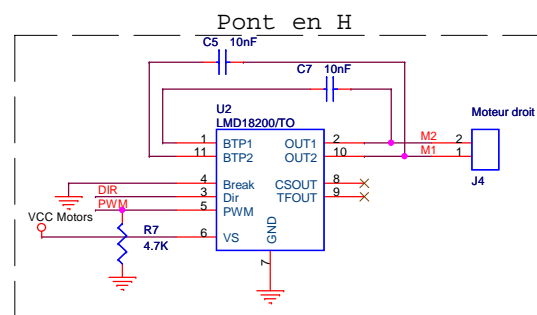 Pont en H
C5 10nF
C7 10nF
U2
LMD18200/TO
Moteur droit
1 BTP1 OUT1 2 M2 2
11 BTP2 OUT2 10 M1 1
J4
4 Break CSOUT 8
DIR 3 Dir TFOUT 9
PWM 5 PWM
VCC Motors
R7
4.7K
6 VS GND
7